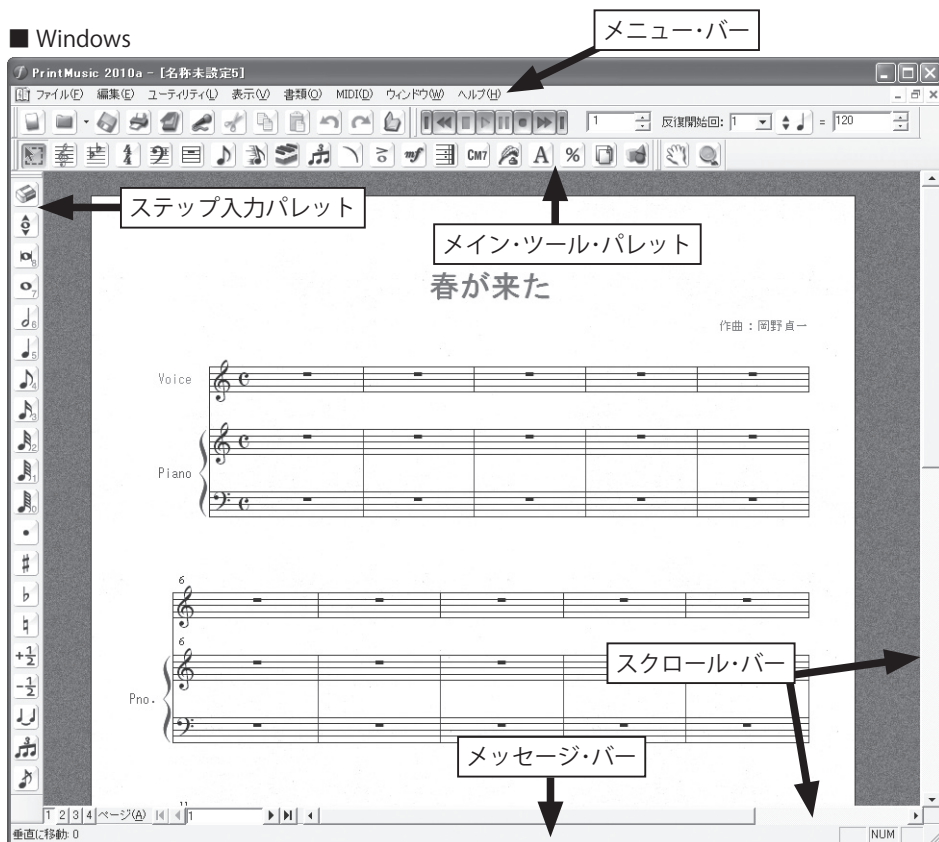 ■ Windows
メニュー・バー
PrintMusic 2010a - [名称未設定5]
ファイル(F) 編集(E) ユーティリティ(L) 表示(V) 書類(O) MIDI(D) ウィンドウ(W) ヘルプ(H)
1 反復開始回: 1 = 120
CM7 A %
ステップ入力パレット
メイン・ツール・パレット
春が来た
作曲：岡野貞一
Voice
Piano
6
6
Pno.
スクロール・バー
メッセージ・バー
11
1 2 3 4 ページ(A) 1
垂直に移動: 0
NUM